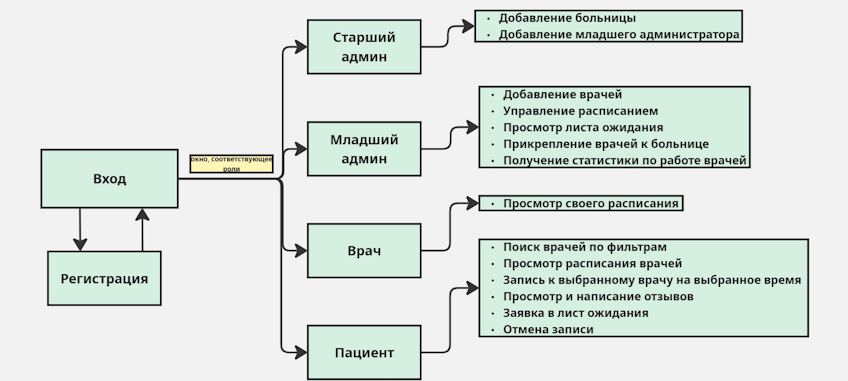 Старший
админ
• Добавление больницы
• Добавление младшего администратора
Младший
админ
• Добавление врачей
• Управление расписанием
• Просмотр листа ожидания
• Прикрепление врачей к больнице
• Получение статистики по работе врачей
Вход
окно, соответствующее
роли
Врач
• Просмотр своего расписания
Регистрация
Пациент
• Поиск врачей по фильтрам
• Просмотр расписания врачей
• Запись к выбранному врачу на выбранное время
• Просмотр и написание отзывов
• Заявка в лист ожидания
• Отмена записи